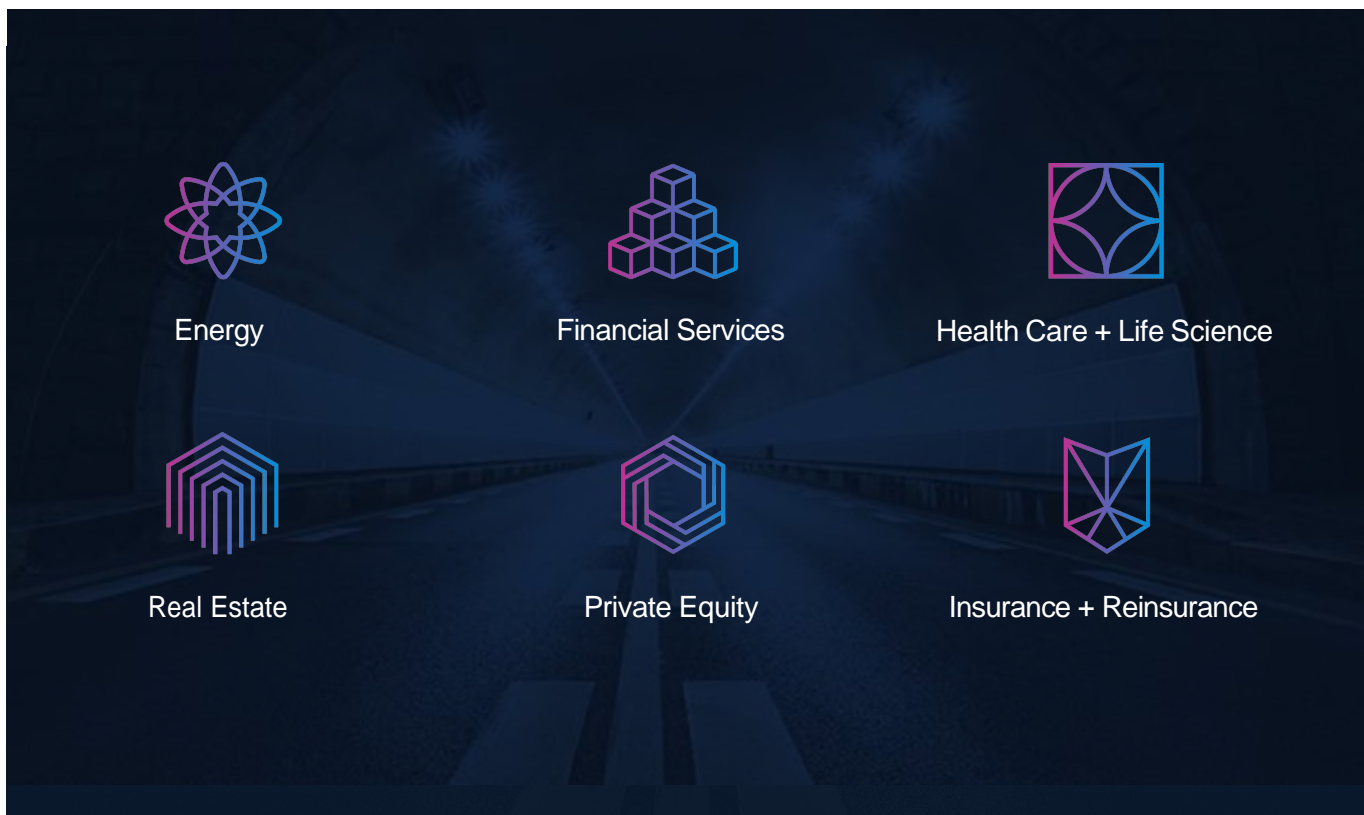 Energy
Financial Services
Health Care + Life Science
Real Estate
Private Equity
Insurance + Reinsurance